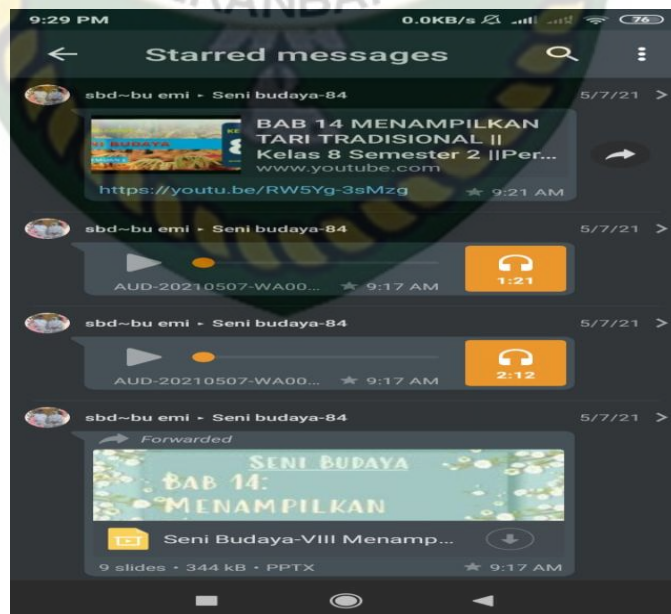 9:29 PM 0.0KB/s 76
Starred messages
sbd~bu emi ▸ Seni budaya-84 5/7/21 >
BAB 14 MENAMPILKAN
TARI TRADISIONAL ||
Kelas 8 Semester 2 ||Per...
www.youtube.com
https://youtu.be/RW5Yg-3sMzg ★ 9:21 AM
sbd~bu emi ▸ Seni budaya-84 5/7/21 >
1:21
AUD-20210507-WA00... ★ 9:17 AM
sbd~bu emi ▸ Seni budaya-84 5/7/21 >
2:12
AUD-20210507-WA00... ★ 9:17 AM
sbd~bu emi ▸ Seni budaya-84 5/7/21 >
Forwarded
SENI BUDAYA
BAB 14:
MENAMPILKAN
Seni Budaya-VIII Menamp...
9 slides • 344 kB • PPTX ★ 9:17 AM